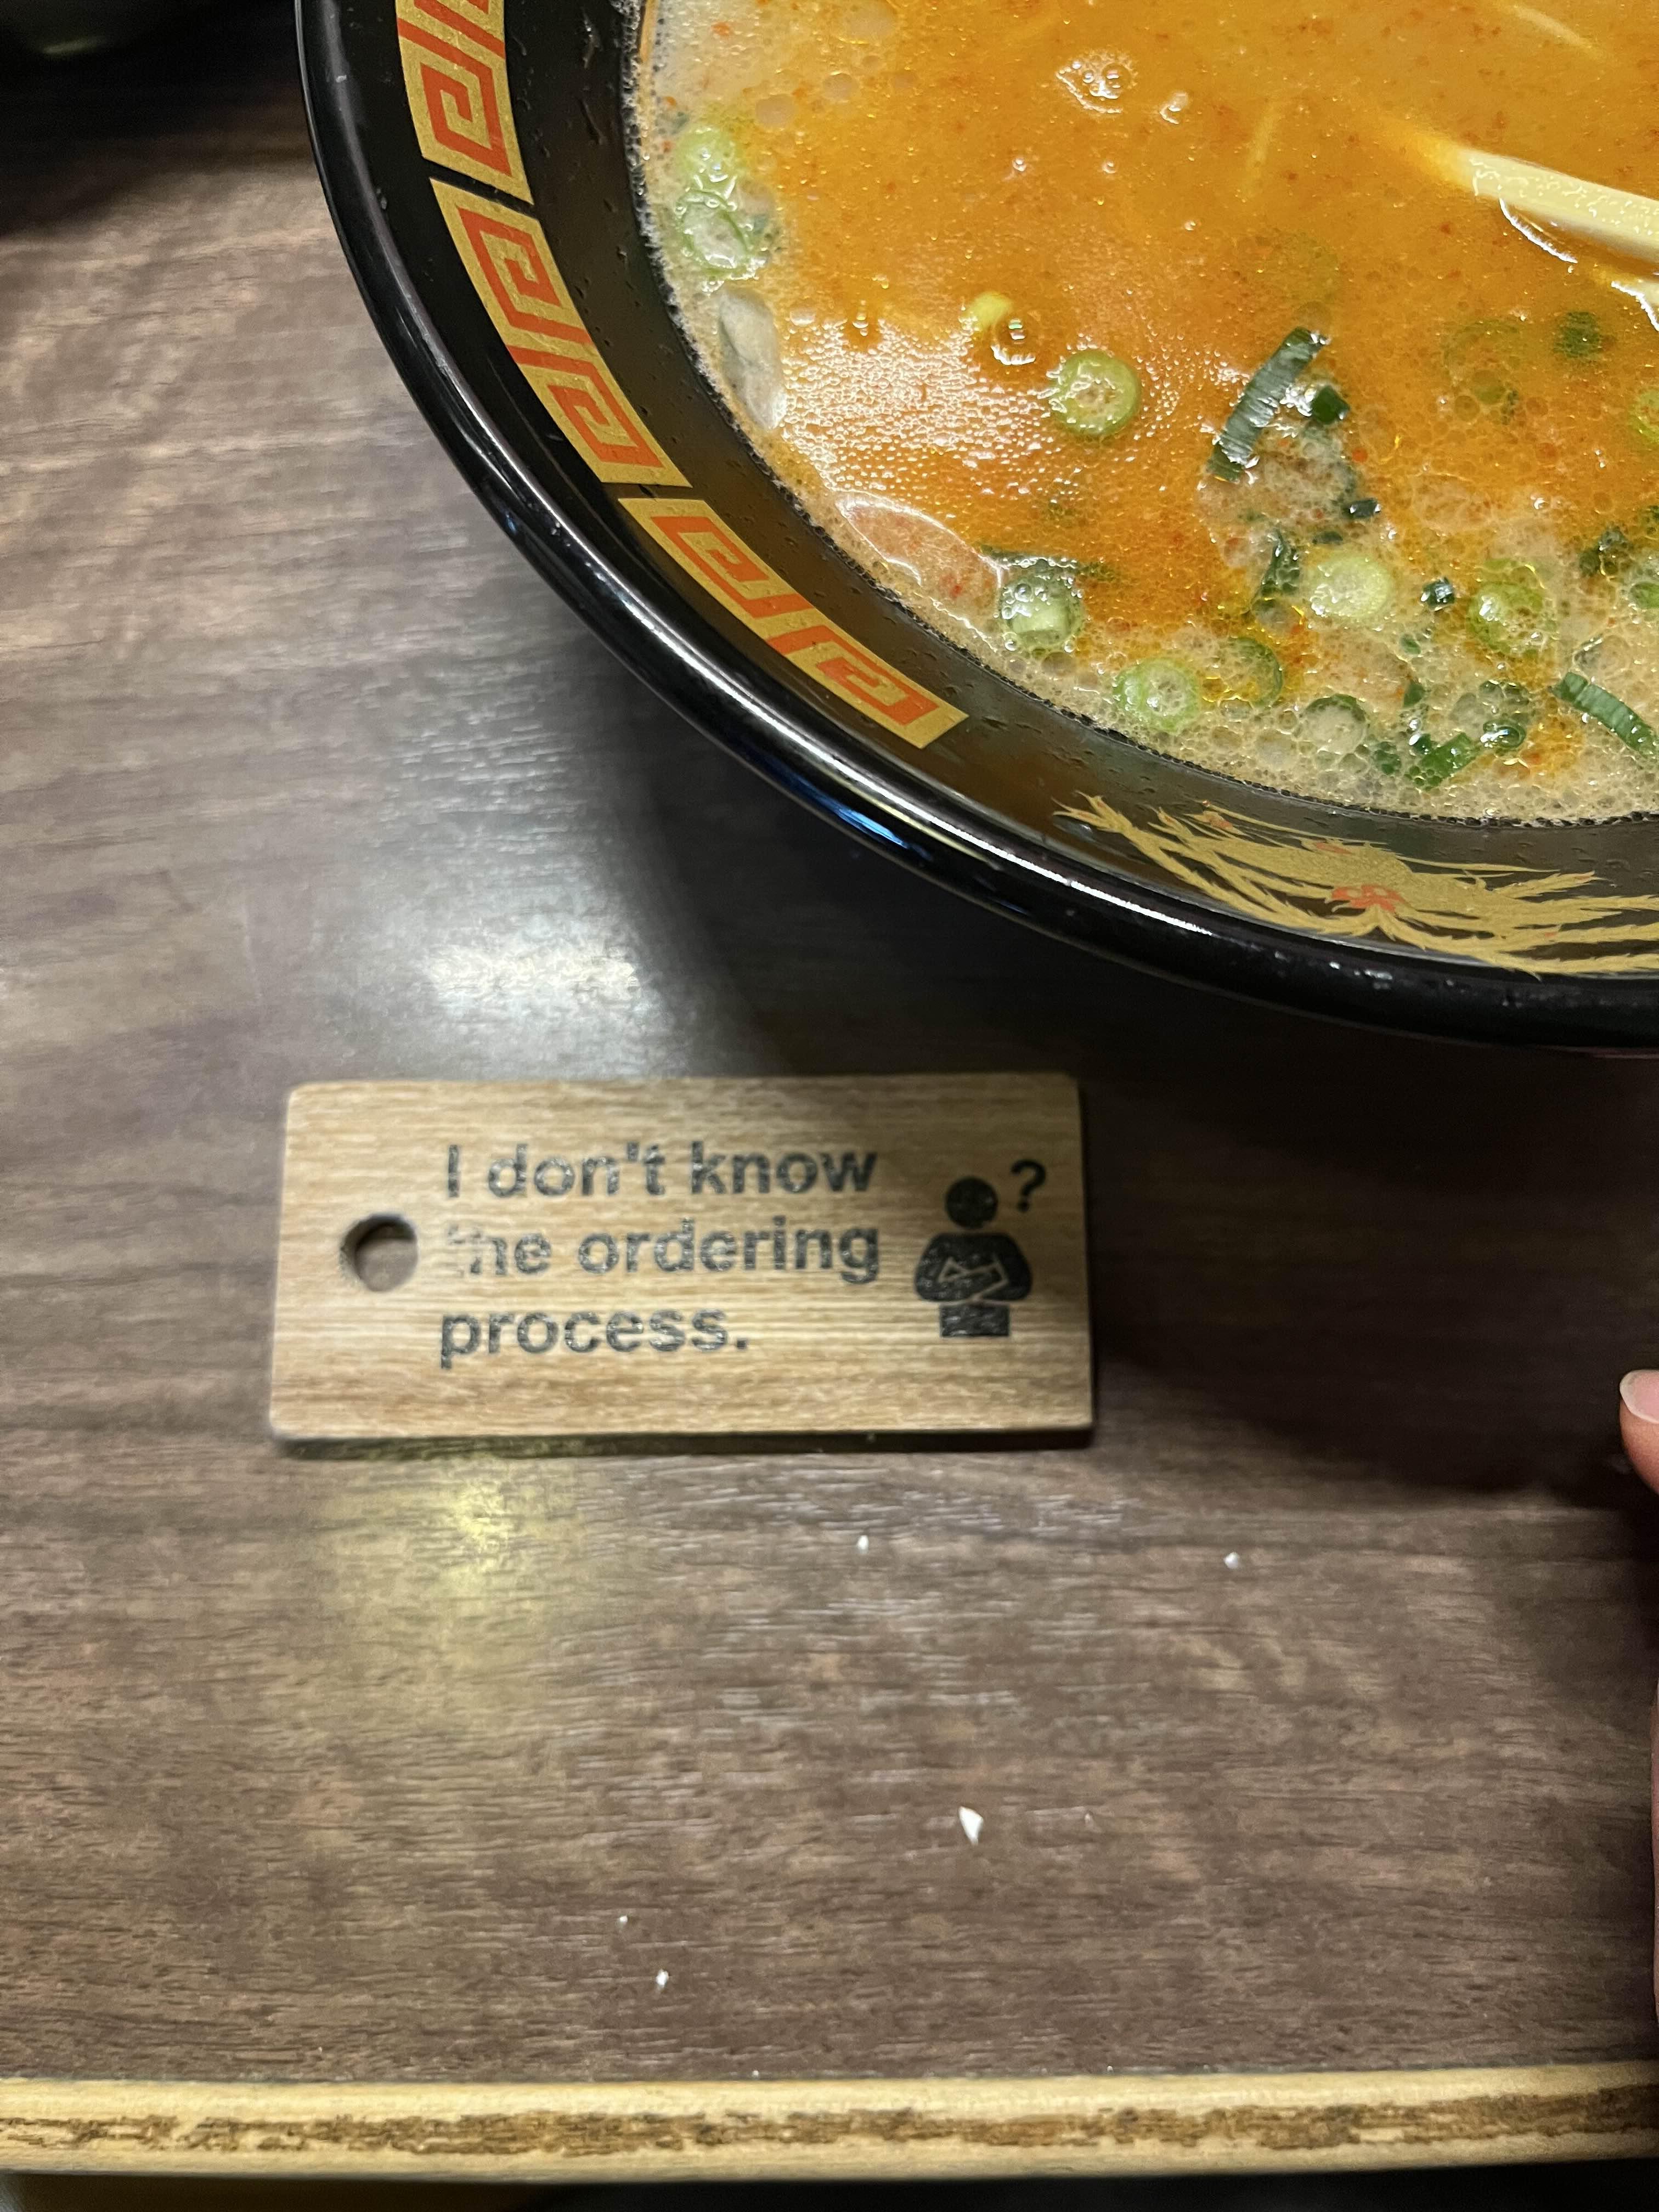 I don't know
the ordering
process.
?